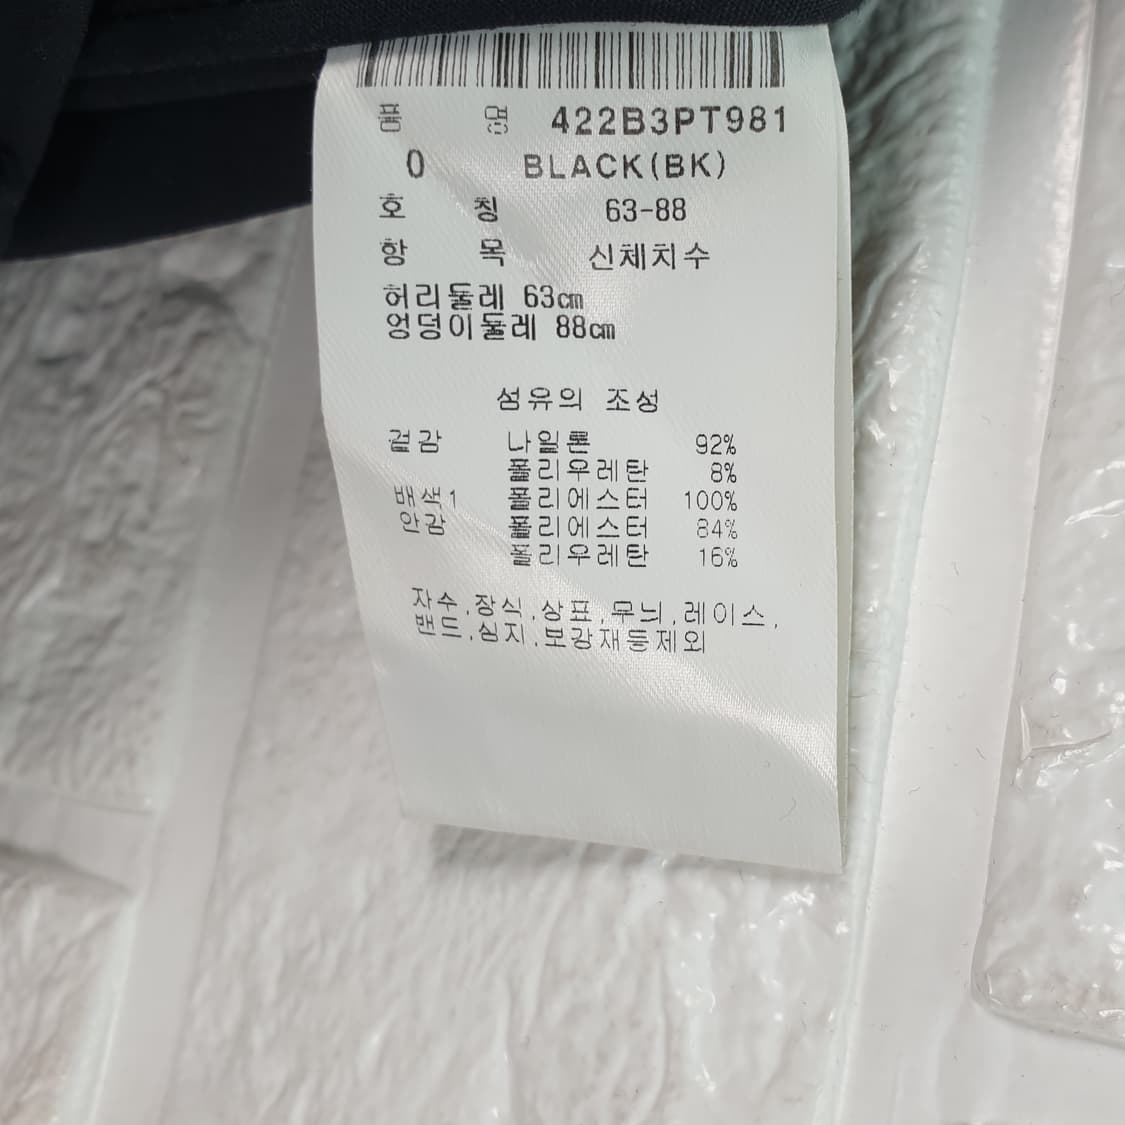 품 명 422B3PT981
0 BLACK(BK)
호 칭 63-88
항 목 신체치수
허리둘레 63㎝
엉덩이둘레 88㎝
섬유의 조성
겉감 나일론 92%
폴리우레탄 8%
배색1 폴리에스터 100%
안감 폴리에스터 84%
폴리우레탄 16%
자수,장식,상표,무늬,레이스,
밴드,심지,보강재등제외